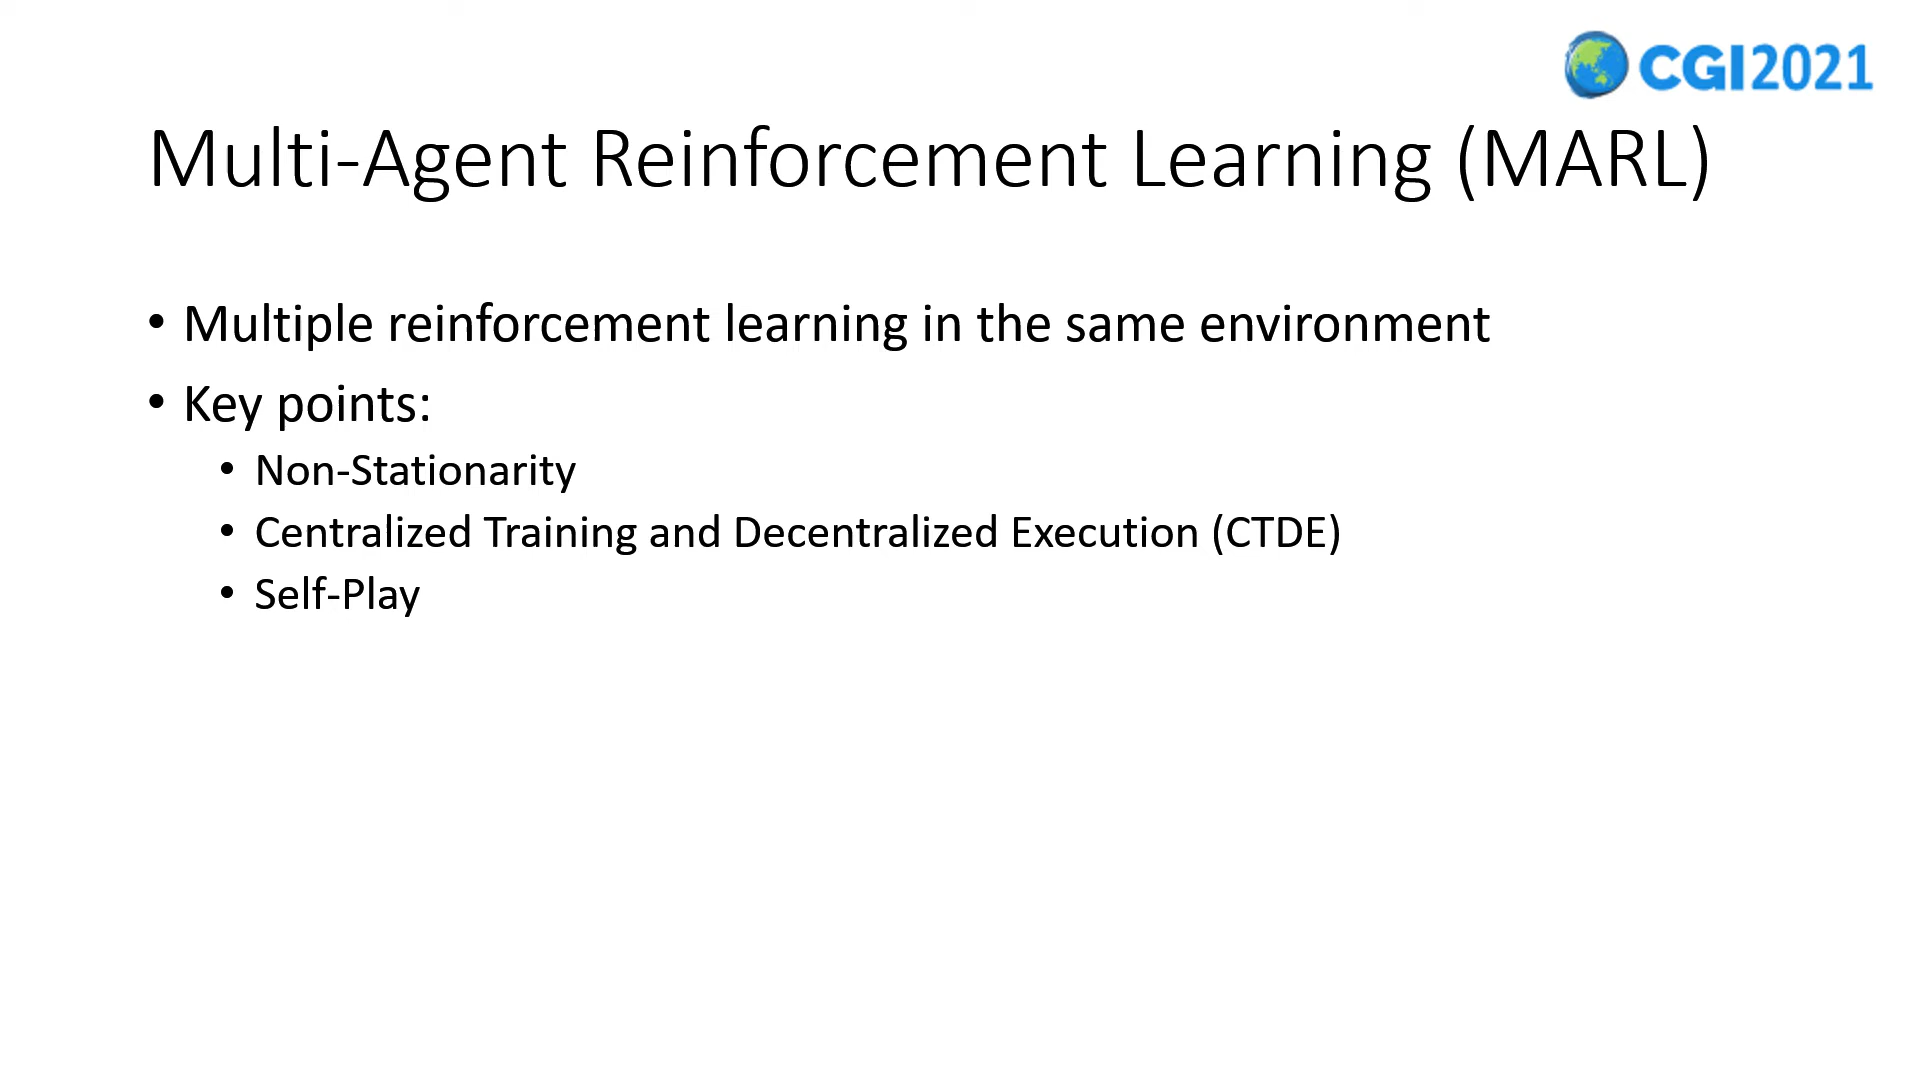 CGI2021
Multi-Agent Reinforcement Learning (MARL)
• Multiple reinforcement learning in the same environment
• Key points:
• Non-Stationarity
• Centralized Training and Decentralized Execution (CTDE)
• Self-Play